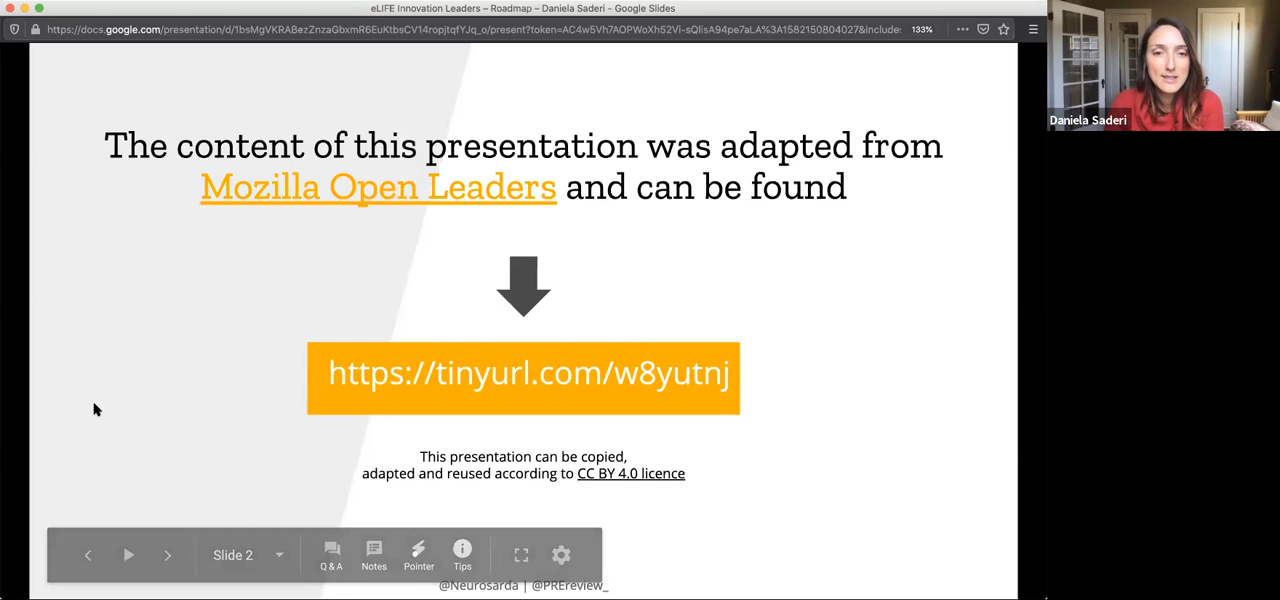 eLIFE Innovation Leaders – Roadmap – Daniela Saderi - Google Slides
133%
Daniela Saderi
The content of this presentation was adapted from
Mozilla Open Leaders and can be found
https://tinyurl.com/w8yutnj
This presentation can be copied,
adapted and reused according to CC BY 4.0 licence
Slide 2
Q & A
Notes
Pointer
Tips
@Neurosarda | @PREreview_